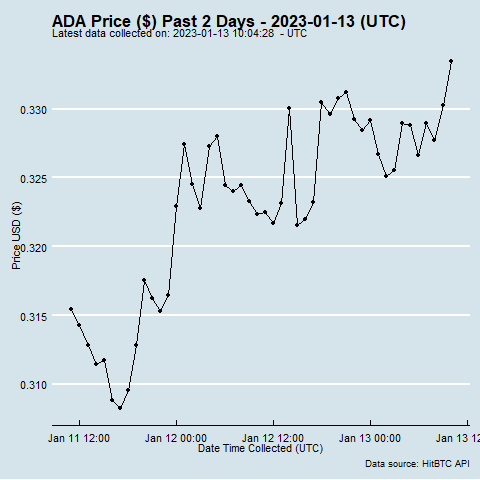 ADA Price ($) Past 2 Days - 2023-01-13 (UTC)
Latest data collected on: 2023-01-13 10:04:28 - UTC
0.330
0.325
0.320
0.315
0.310
Price USD ($)
Jan 11 12:00 Jan 12 00:00 Jan 12 12:00 Jan 13 00:00 Jan 13 12
Date Time Collected (UTC)
Data source: HitBTC API